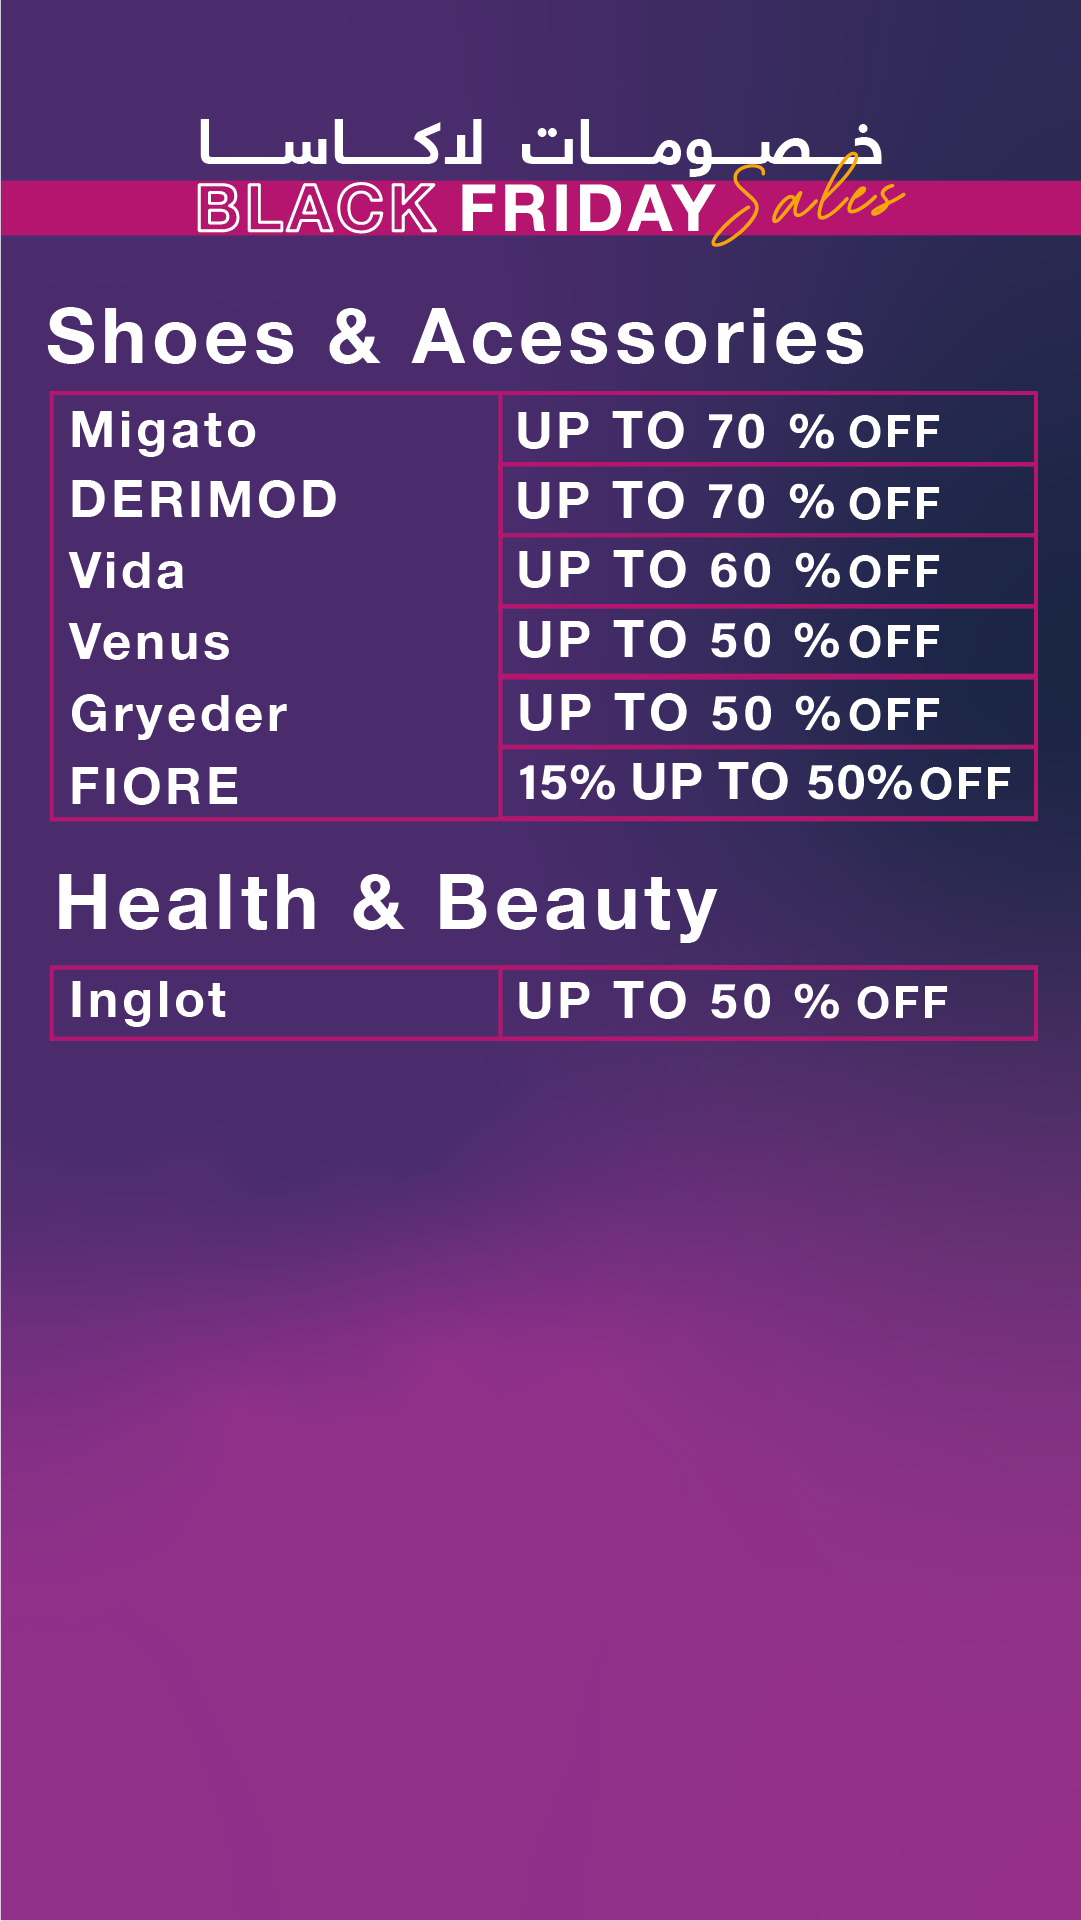 خصومات لاكاسا
BLACK FRIDAY Sales
Shoes & Acessories
Migato UP TO 70 % OFF
DERIMOD UP TO 70 % OFF
Vida UP TO 60 % OFF
Venus UP TO 50 % OFF
Gryeder UP TO 50 % OFF
FIORE 15% UP TO 50% OFF
Health & Beauty
Inglot UP TO 50 % OFF